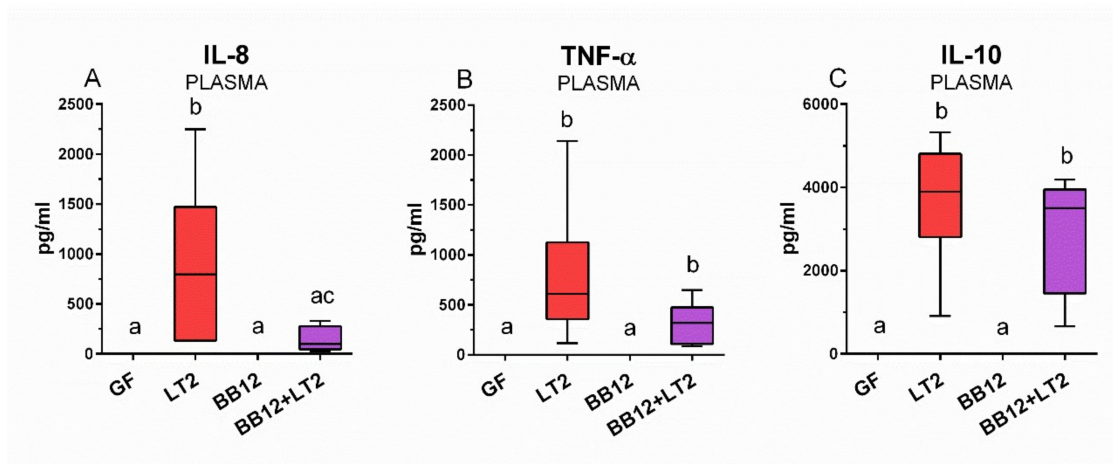 A
IL-8
PLASMA
pg/ml
2500
2000
1500
1000
500
0
a
b
a
ac
GF
LT2
BB12
BB12+LT2
B
TNF-α
PLASMA
pg/ml
2500
2000
1500
1000
500
0
a
b
a
b
GF
LT2
BB12
BB12+LT2
C
IL-10
PLASMA
pg/ml
6000
4000
2000
0
a
b
a
b
GF
LT2
BB12
BB12+LT2